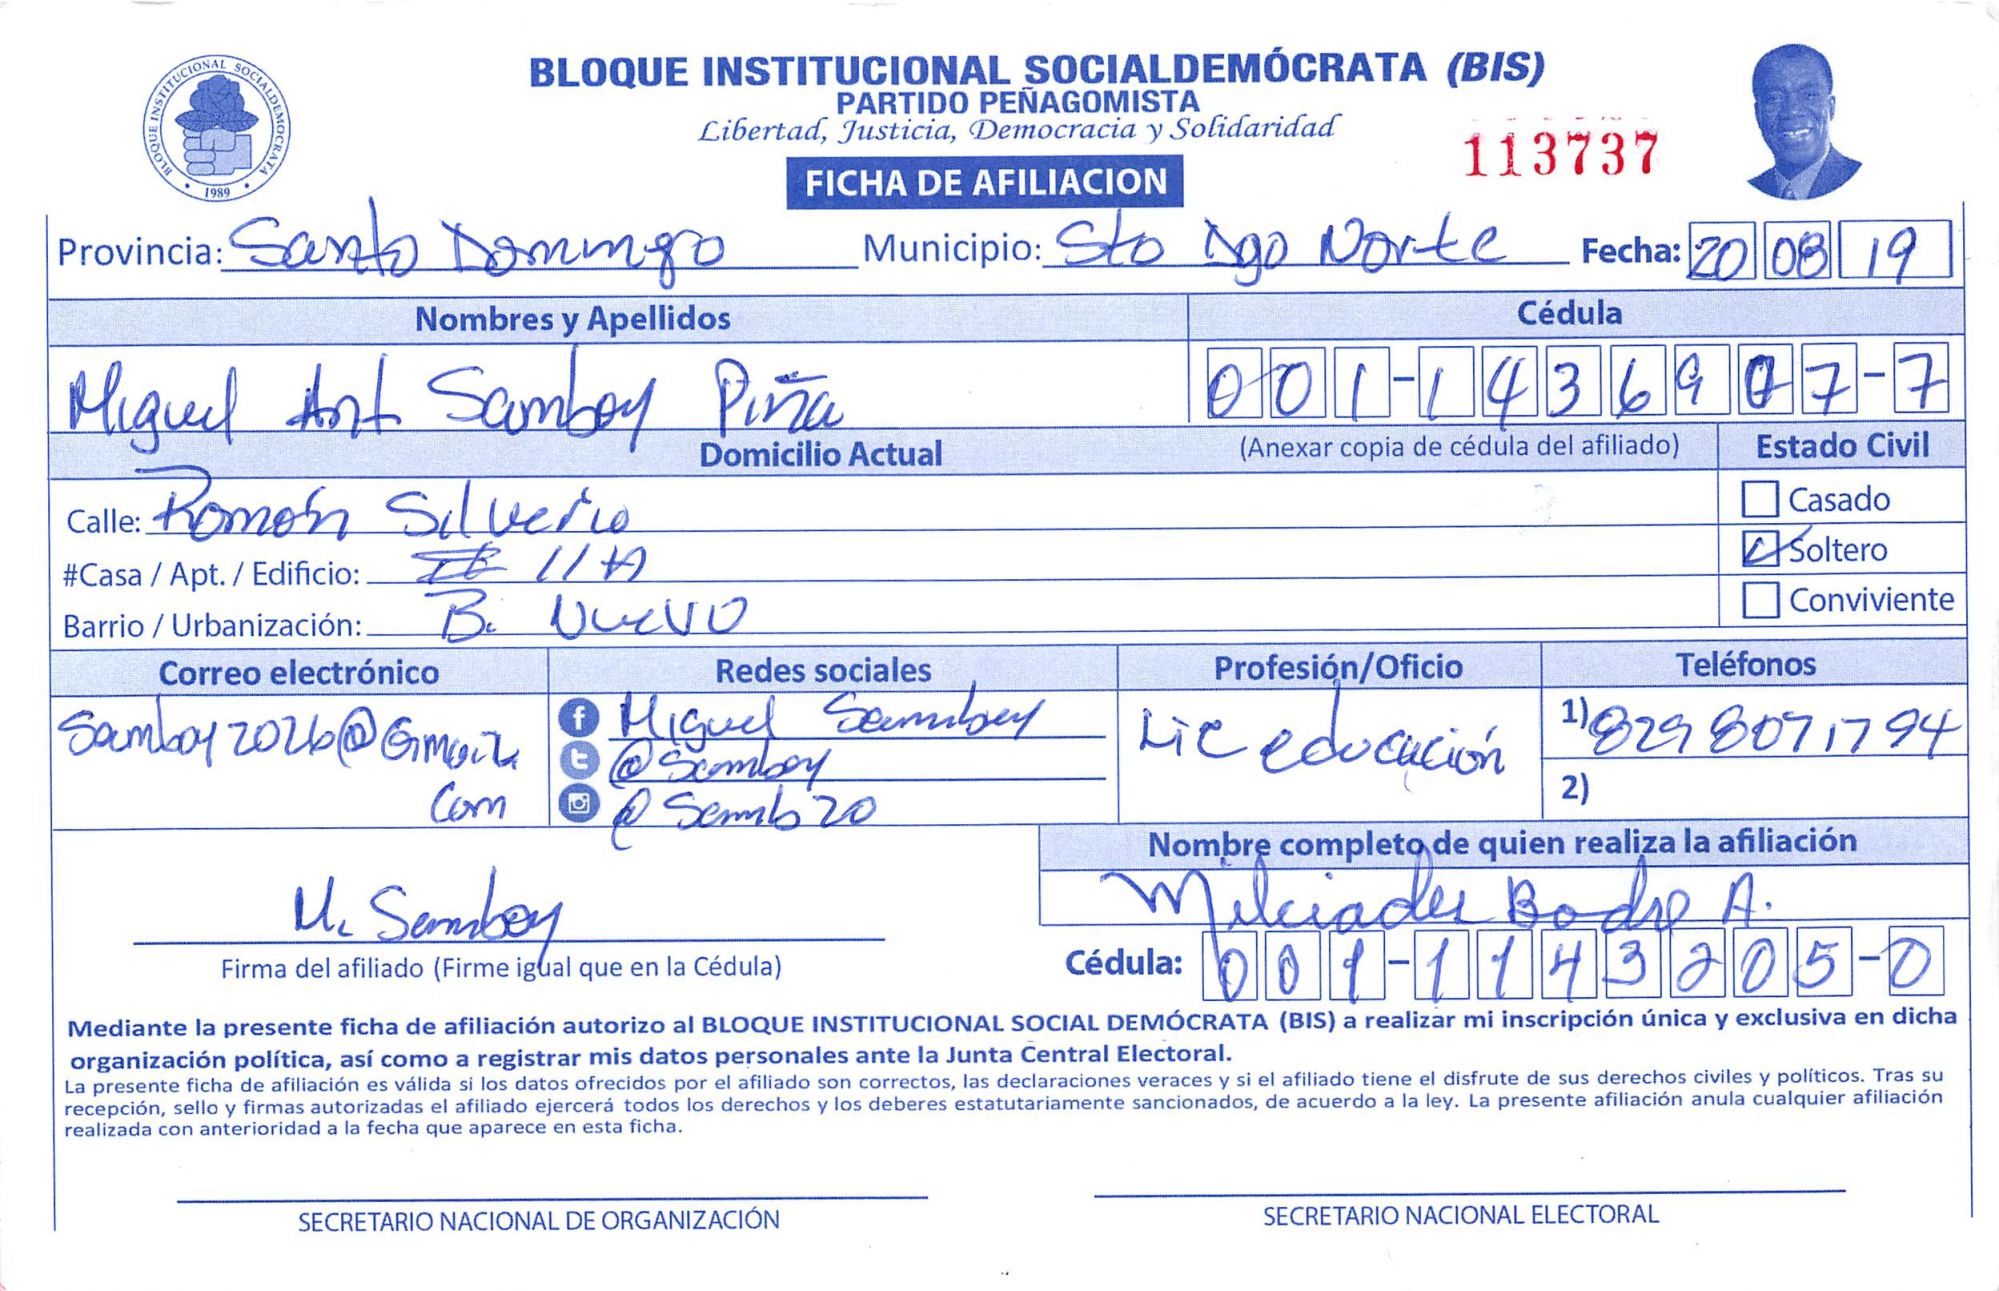 BLOQUE INSTITUCIONAL SOCIALDEMÓCRATA (BIS)
PARTIDO PEÑAGOMISTA
Libertad, Justicia, Democracia y Solidaridad
BLOQUE INSTITUCIONAL SOCIALDEMOCRATA
1989
113737
FICHA DE AFILIACION
Provincia: Santo Domingo Municipio: Sto Dgo Norte Fecha: 20 08 19
Nombres y Apellidos Cédula
Miguel Ant Samboy Piña 001-1436907-7
Domicilio Actual (Anexar copia de cédula del afiliado) Estado Civil
Calle: Román Silverio Casado
#Casa / Apt. / Edificio: 11 A Soltero
Barrio / Urbanización: B. Nuevo Conviviente
Correo electrónico Redes sociales Profesión/Oficio Teléfonos
Samboy2026@Gmail. Miguel Samboy Lic educación 1) 829 8071794
@Samboy
Com @Samb20 2)
Nombre completo de quien realiza la afiliación
M. Samboy Milciades A.
Firma del afiliado (Firme igual que en la Cédula) Cédula: 001-1143205-0
Mediante la presente ficha de afiliación autorizo al BLOQUE INSTITUCIONAL SOCIAL DEMÓCRATA (BIS) a realizar mi inscripción única y exclusiva en dicha
organización política, así como a registrar mis datos personales ante la Junta Central Electoral.
La presente ficha de afiliación es válida si los datos ofrecidos por el afiliado son correctos, las declaraciones veraces y si el afiliado tiene el disfrute de sus derechos civiles y políticos. Tras su
recepción, sello y firmas autorizadas el afiliado ejercerá todos los derechos y los deberes estatutariamente sancionados, de acuerdo a la ley. La presente afiliación anula cualquier afiliación
realizada con anterioridad a la fecha que aparece en esta ficha.
SECRETARIO NACIONAL DE ORGANIZACIÓN SECRETARIO NACIONAL ELECTORAL